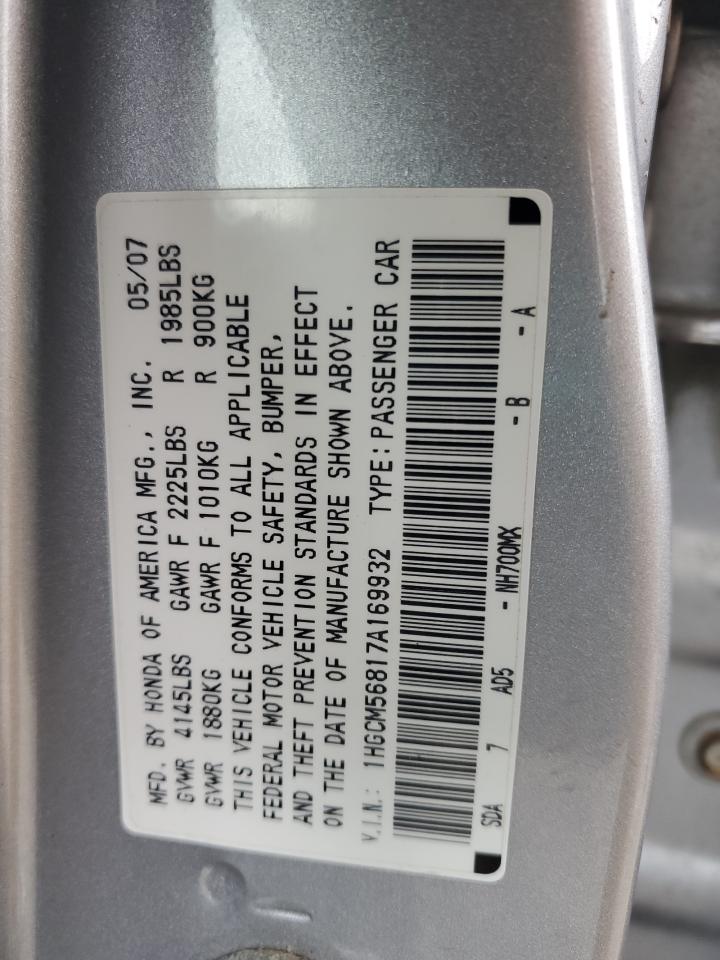 MFD. BY HONDA OF AMERICA MFG., INC. 05/07
GVWR 4145LBS GAWR F 2225LBS R 1985LBS
GVWR 1880KG GAWR F 1010KG R 900KG
THIS VEHICLE CONFORMS TO ALL APPLICABLE
FEDERAL MOTOR VEHICLE SAFETY, BUMPER,
AND THEFT PREVENTION STANDARDS IN EFFECT
ON THE DATE OF MANUFACTURE SHOWN ABOVE.
V.I.N.: 1HGCM56817A169932 TYPE: PASSENGER CAR
SDA 7 AD5 - NH700MX - B - A